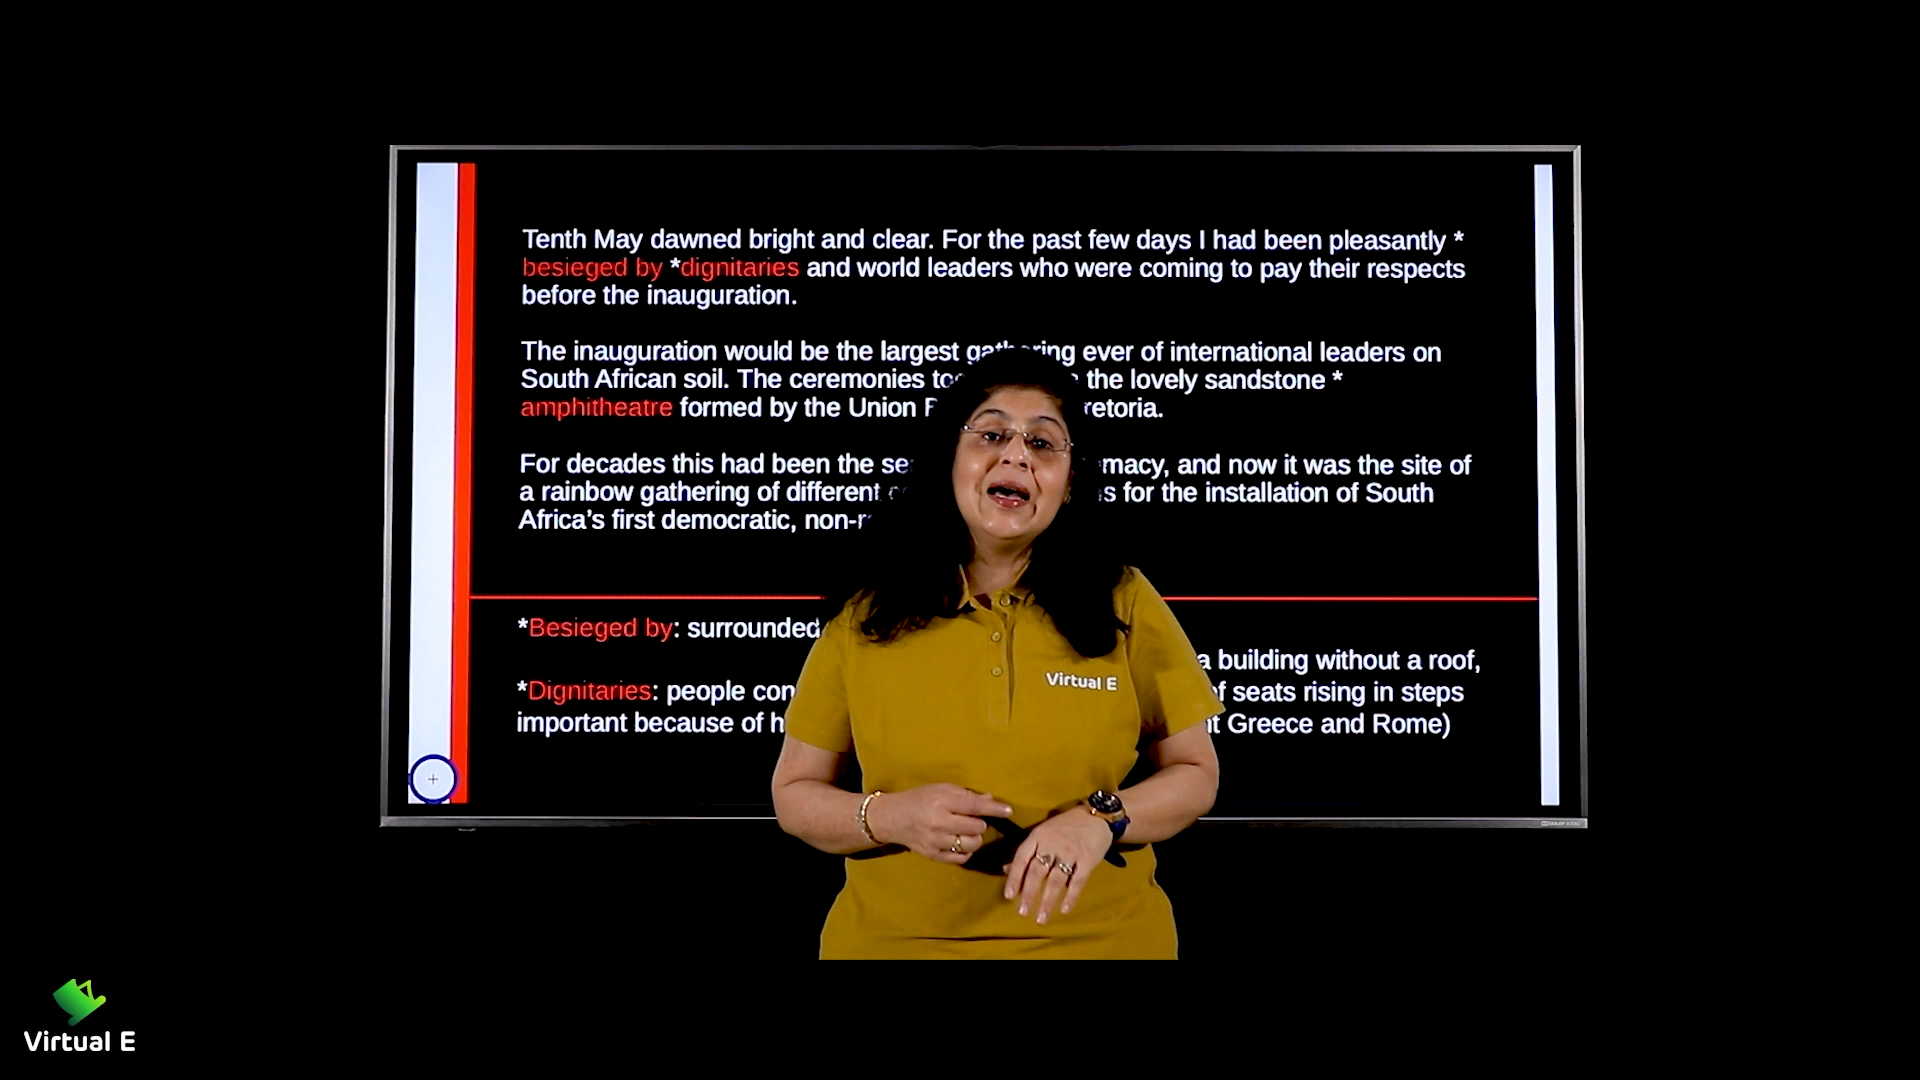 Tenth May dawned bright and clear. For the past few days I had been pleasantly *
besieged by *dignitaries and world leaders who were coming to pay their respects
before the inauguration.
The inauguration would be the largest gathering ever of international leaders on
South African soil. The ceremonies the lovely sandstone *
amphitheatre formed by the Union retoria.
For decades this had been the macy, and now it was the site of
a rainbow gathering of different for the installation of South
Africa's first democratic,
*Besieged by: surrounded
a building without a roof,
*Dignitaries: people
of seats rising in steps
important because of
Greece and Rome)
Virtual E
Virtual E